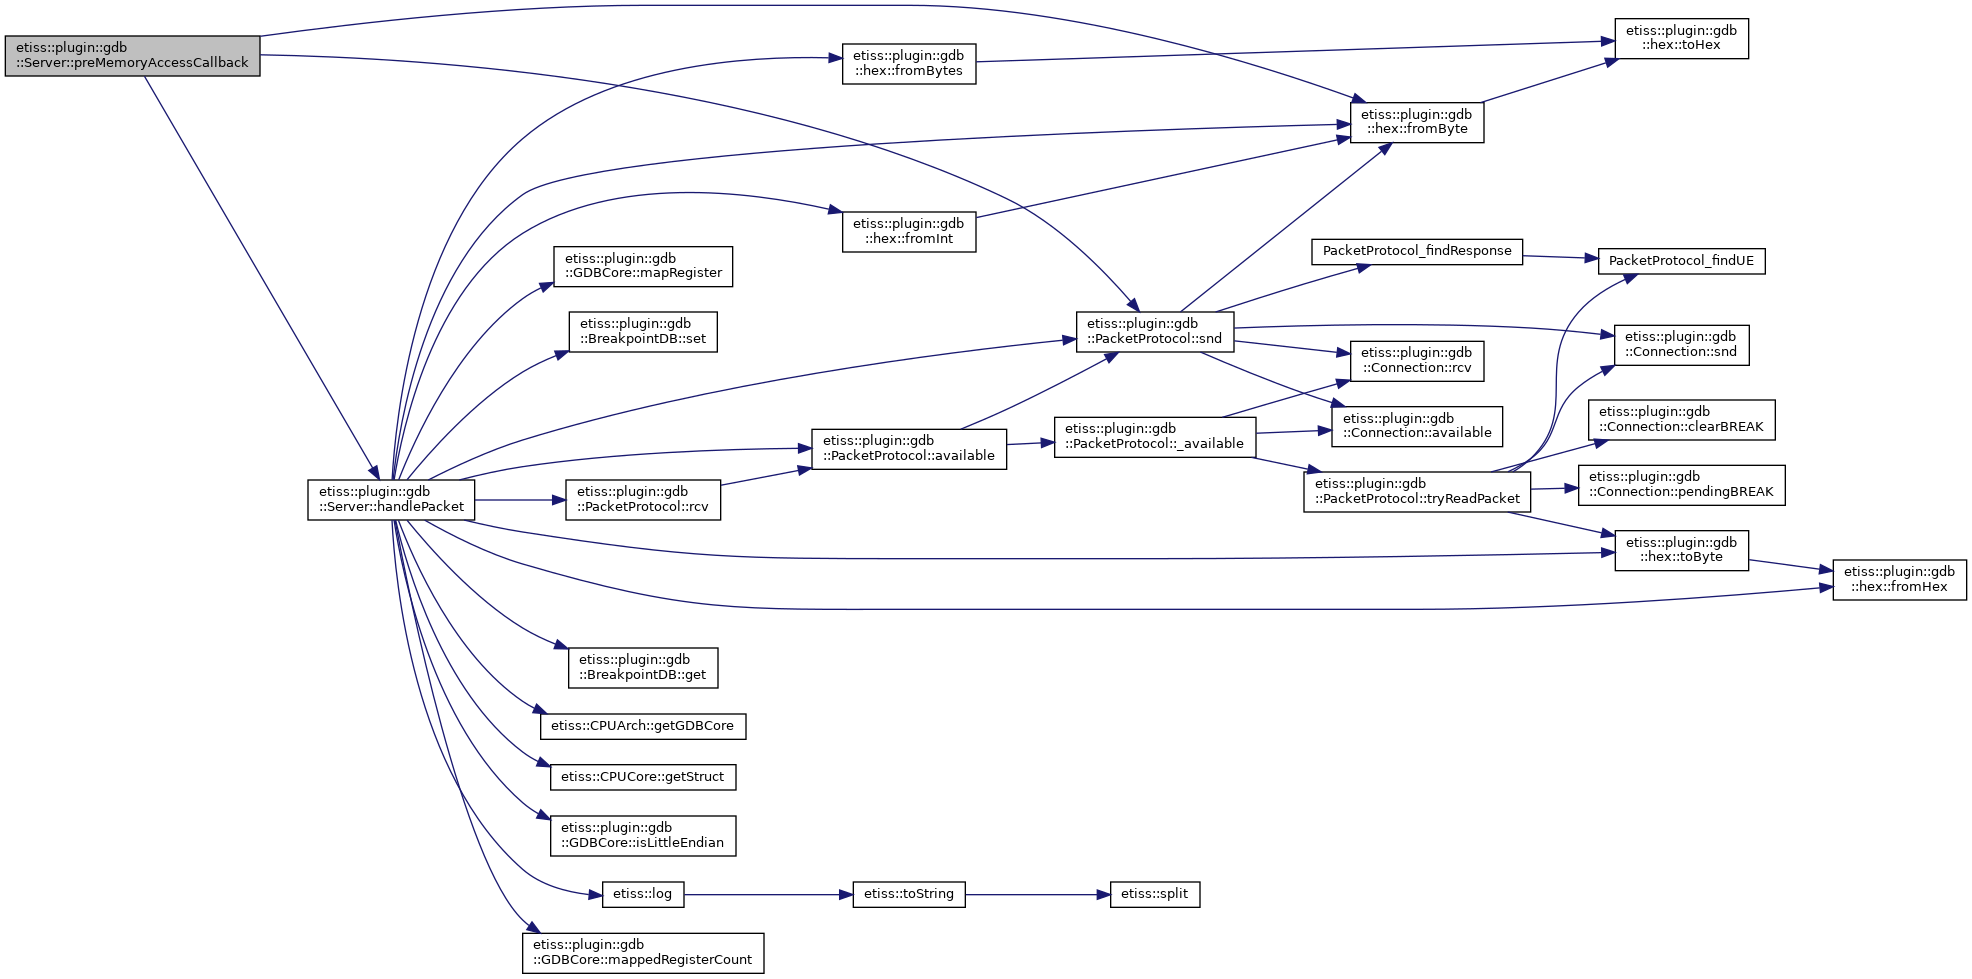 etiss::plugin::gdb
::Server::preMemoryAccessCallback
etiss::plugin::gdb
::Server::handlePacket
etiss::plugin::gdb
::hex::fromBytes
etiss::plugin::gdb
::hex::toHex
etiss::plugin::gdb
::hex::fromByte
etiss::plugin::gdb
::hex::fromInt
etiss::plugin::gdb
::GDBCore::mapRegister
etiss::plugin::gdb
::BreakpointDB::set
etiss::plugin::gdb
::PacketProtocol::snd
PacketProtocol_findResponse
PacketProtocol_findUE
etiss::plugin::gdb
::Connection::snd
etiss::plugin::gdb
::Connection::rcv
etiss::plugin::gdb
::Connection::available
etiss::plugin::gdb
::PacketProtocol::available
etiss::plugin::gdb
::PacketProtocol::_available
etiss::plugin::gdb
::PacketProtocol::rcv
etiss::plugin::gdb
::PacketProtocol::tryReadPacket
etiss::plugin::gdb
::Connection::clearBREAK
etiss::plugin::gdb
::Connection::pendingBREAK
etiss::plugin::gdb
::hex::toByte
etiss::plugin::gdb
::hex::fromHex
etiss::plugin::gdb
::BreakpointDB::get
etiss::CPUArch::getGDBCore
etiss::CPUCore::getStruct
etiss::plugin::gdb
::GDBCore::isLittleEndian
etiss::log
etiss::toString
etiss::split
etiss::plugin::gdb
::GDBCore::mappedRegisterCount